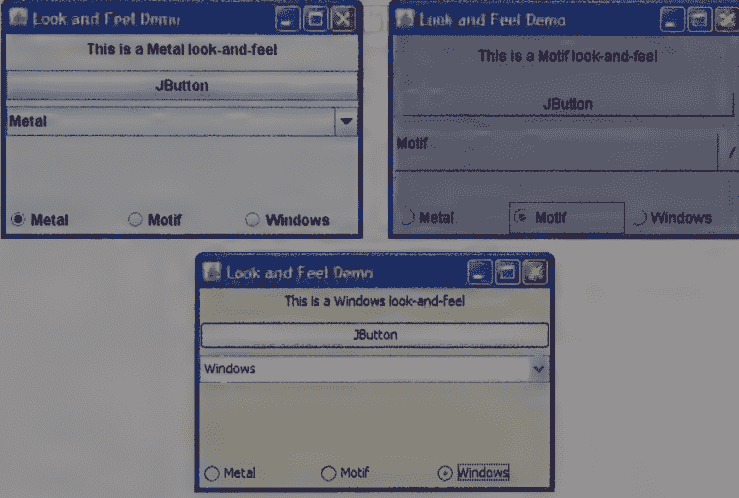 Look and Feel Demo
This is a Metal look-and-feel
JButton
Metal
Metal Motif Windows
Look and Feel Demo
This is a Motif look-and-feel
JButton
Motif
Metal Motif Windows
Look and Feel Demo
This is a Windows look-and-feel
JButton
Windows
Metal Motif Windows